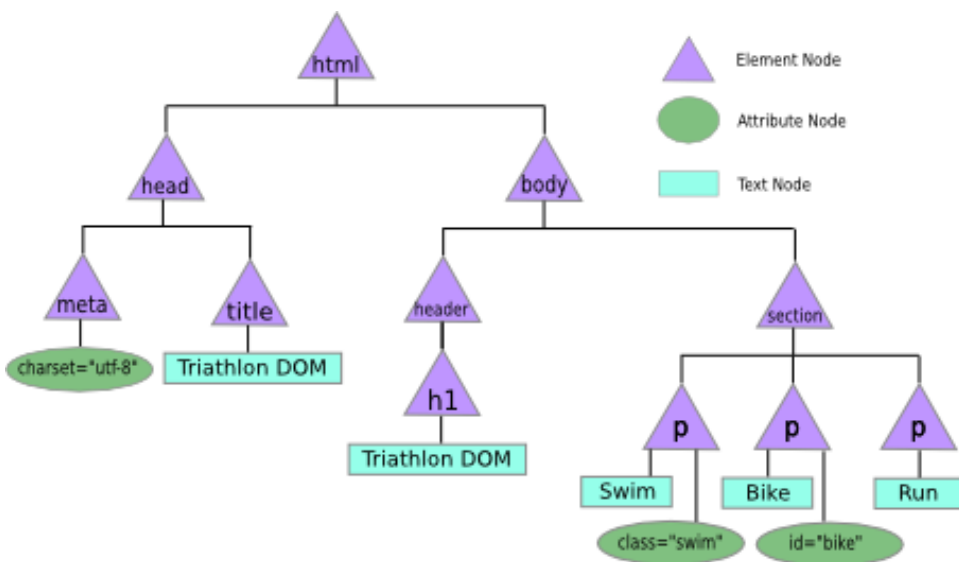 html
Element Node
Attribute Node
head
body
Text Node
meta
title
header
section
charset="utf-8"
Triathlon DOM
h1
p
p
p
Triathlon DOM
Swim
Bike
Run
class="swim"
id="bike"